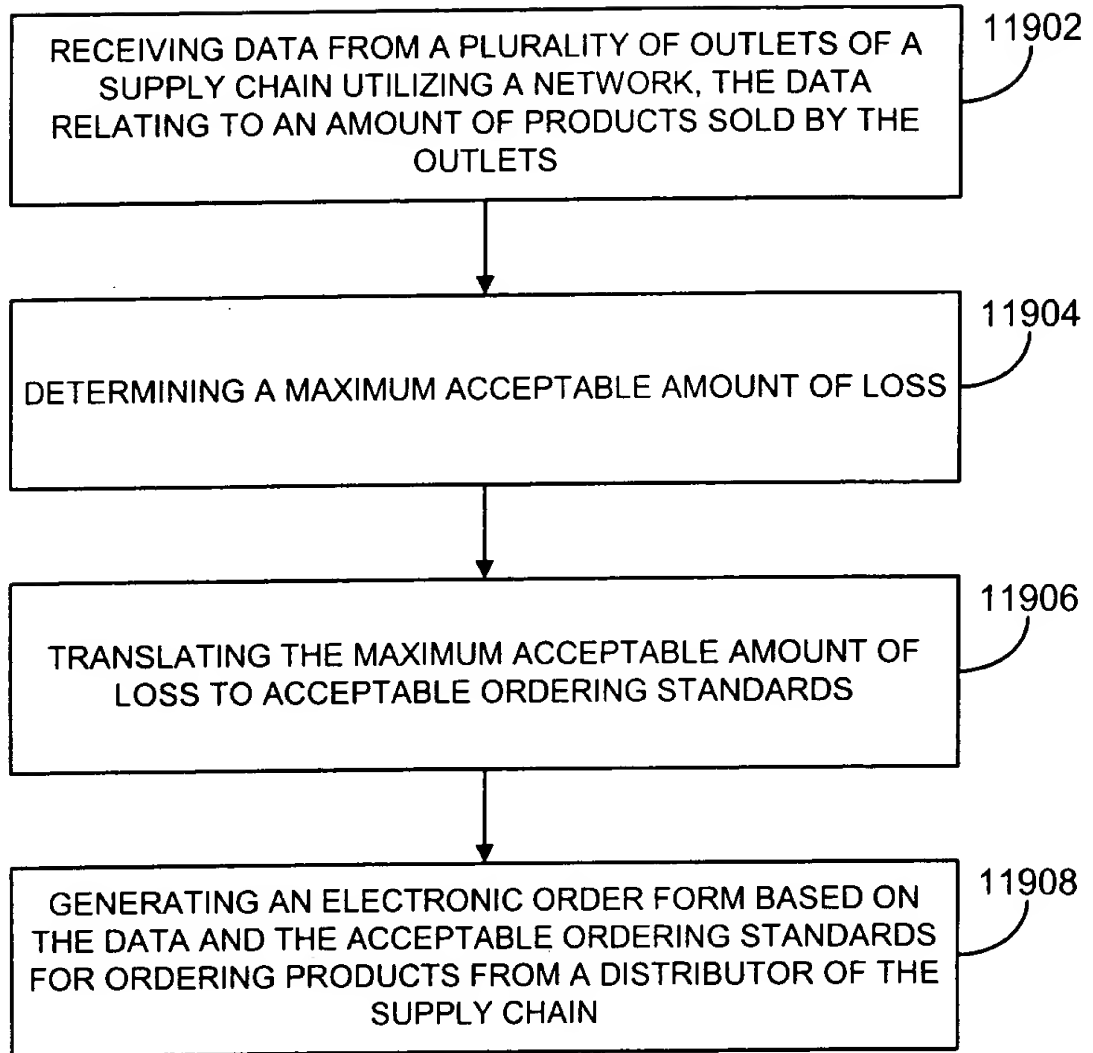 RECEIVING DATA FROM A PLURALITY OF OUTLETS OF A
SUPPLY CHAIN UTILIZING A NETWORK, THE DATA
RELATING TO AN AMOUNT OF PRODUCTS SOLD BY THE
OUTLETS
11902
DETERMINING A MAXIMUM ACCEPTABLE AMOUNT OF LOSS
11904
TRANSLATING THE MAXIMUM ACCEPTABLE AMOUNT OF
LOSS TO ACCEPTABLE ORDERING STANDARDS
11906
GENERATING AN ELECTRONIC ORDER FORM BASED ON
THE DATA AND THE ACCEPTABLE ORDERING STANDARDS
FOR ORDERING PRODUCTS FROM A DISTRIBUTOR OF THE
SUPPLY CHAIN
11908